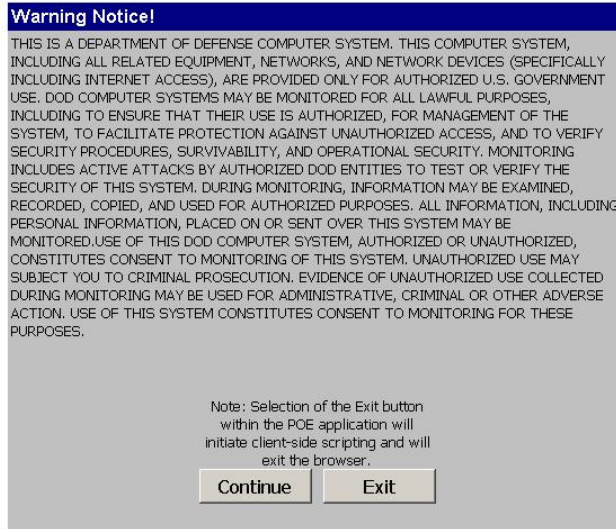 Warning Notice!
THIS IS A DEPARTMENT OF DEFENSE COMPUTER SYSTEM. THIS COMPUTER SYSTEM,
INCLUDING ALL RELATED EQUIPMENT, NETWORKS, AND NETWORK DEVICES (SPECIFICALLY
INCLUDING INTERNET ACCESS), ARE PROVIDED ONLY FOR AUTHORIZED U.S. GOVERNMENT
USE. DOD COMPUTER SYSTEMS MAY BE MONITORED FOR ALL LAWFUL PURPOSES,
INCLUDING TO ENSURE THAT THEIR USE IS AUTHORIZED, FOR MANAGEMENT OF THE
SYSTEM, TO FACILITATE PROTECTION AGAINST UNAUTHORIZED ACCESS, AND TO VERIFY
SECURITY PROCEDURES, SURVIVABILITY, AND OPERATIONAL SECURITY. MONITORING
INCLUDES ACTIVE ATTACKS BY AUTHORIZED DOD ENTITIES TO TEST OR VERIFY THE
SECURITY OF THIS SYSTEM. DURING MONITORING, INFORMATION MAY BE EXAMINED,
RECORDED, COPIED, AND USED FOR AUTHORIZED PURPOSES. ALL INFORMATION, INCLUDING
PERSONAL INFORMATION, PLACED ON OR SENT OVER THIS SYSTEM MAY BE
MONITORED.USE OF THIS DOD COMPUTER SYSTEM, AUTHORIZED OR UNAUTHORIZED,
CONSTITUTES CONSENT TO MONITORING OF THIS SYSTEM. UNAUTHORIZED USE MAY
SUBJECT YOU TO CRIMINAL PROSECUTION. EVIDENCE OF UNAUTHORIZED USE COLLECTED
DURING MONITORING MAY BE USED FOR ADMINISTRATIVE, CRIMINAL OR OTHER ADVERSE
ACTION. USE OF THIS SYSTEM CONSTITUTES CONSENT TO MONITORING FOR THESE
PURPOSES.
Note: Selection of the Exit button
within the POE application will
initiate client-side scripting and will
exit the browser.
Continue Exit